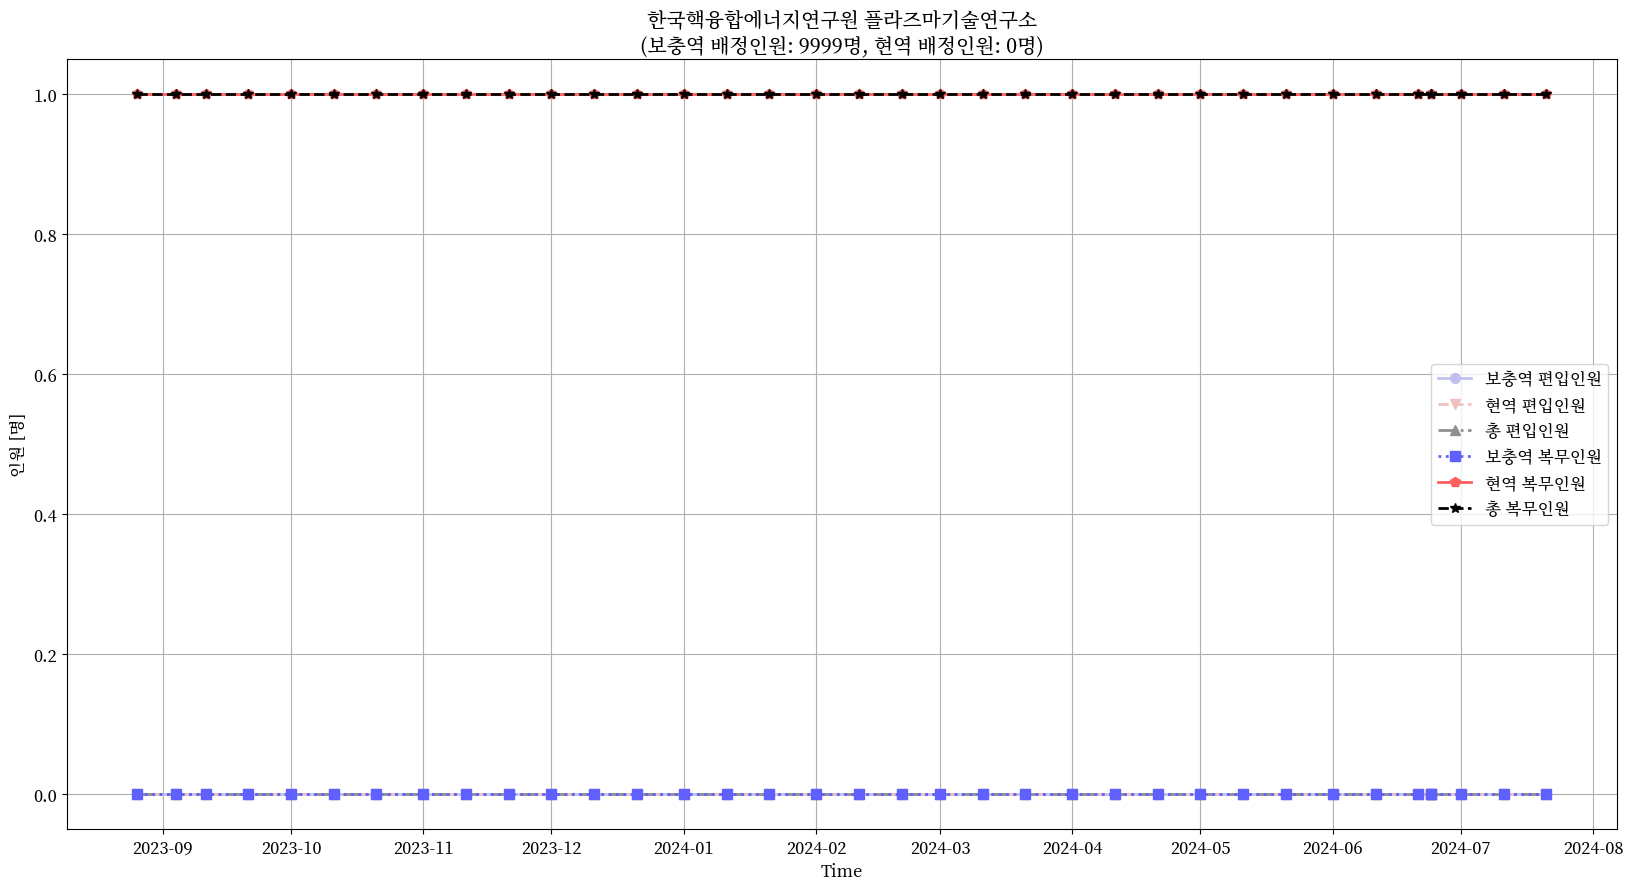 한국핵융합에너지연구원 플라즈마기술연구소
(보충역 배정인원: 9999명, 현역 배정인원: 0명)
인원 [명]
1.0
0.8
0.6
0.4
0.2
0.0
보충역 편입인원
현역 편입인원
총 편입인원
보충역 복무인원
현역 복무인원
총 복무인원
2023-09 2023-10 2023-11 2023-12 2024-01 2024-02 2024-03 2024-04 2024-05 2024-06 2024-07 2024-08
Time